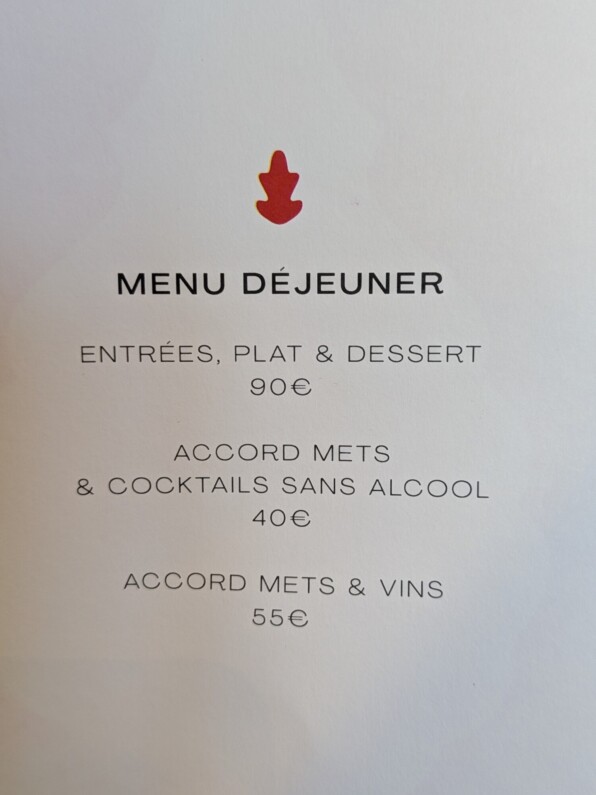 MENU DÉJEUNER
ENTRÉES, PLAT & DESSERT
90€
ACCORD METS
& COCKTAILS SANS ALCOOL
40€
ACCORD METS & VINS
55€